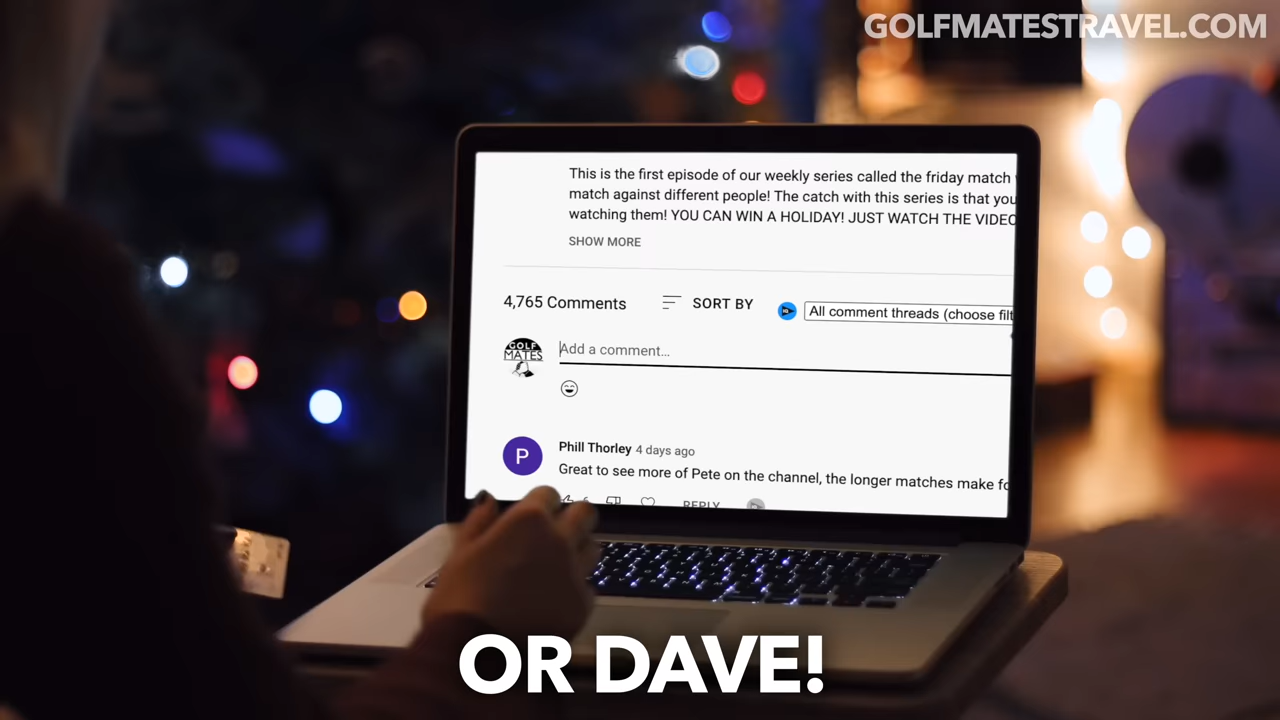 GOLFMATESTRAVEL.COM
This is the first episode of our weekly series called the friday match
match against different people! The catch with this series is that you
watching them! YOU CAN WIN A HOLIDAY! JUST WATCH THE VIDEO
SHOW MORE
4,765 Comments SORT BY All comment threads (choose filt
GOLF
MATES
Add a comment...
P
Phill Thorley 4 days ago
Great to see more of Pete on the channel, the longer matches make fo
6 REPLY
OR DAVE!